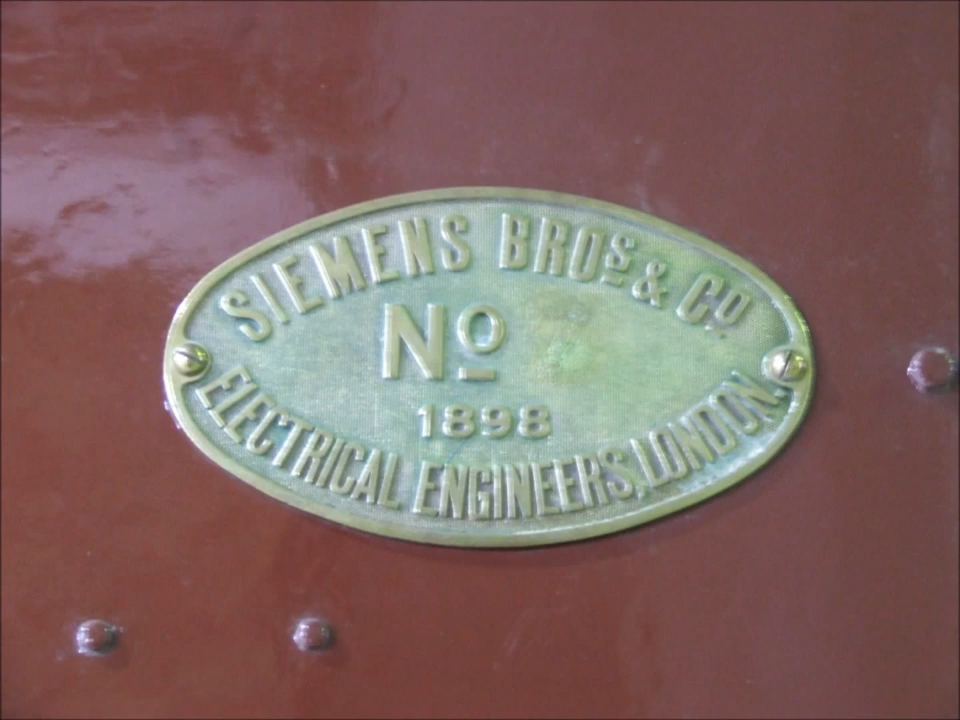 SIEMENS BROS & CO
NO
1898
ELECTRICAL ENGINEERS, LONDON.